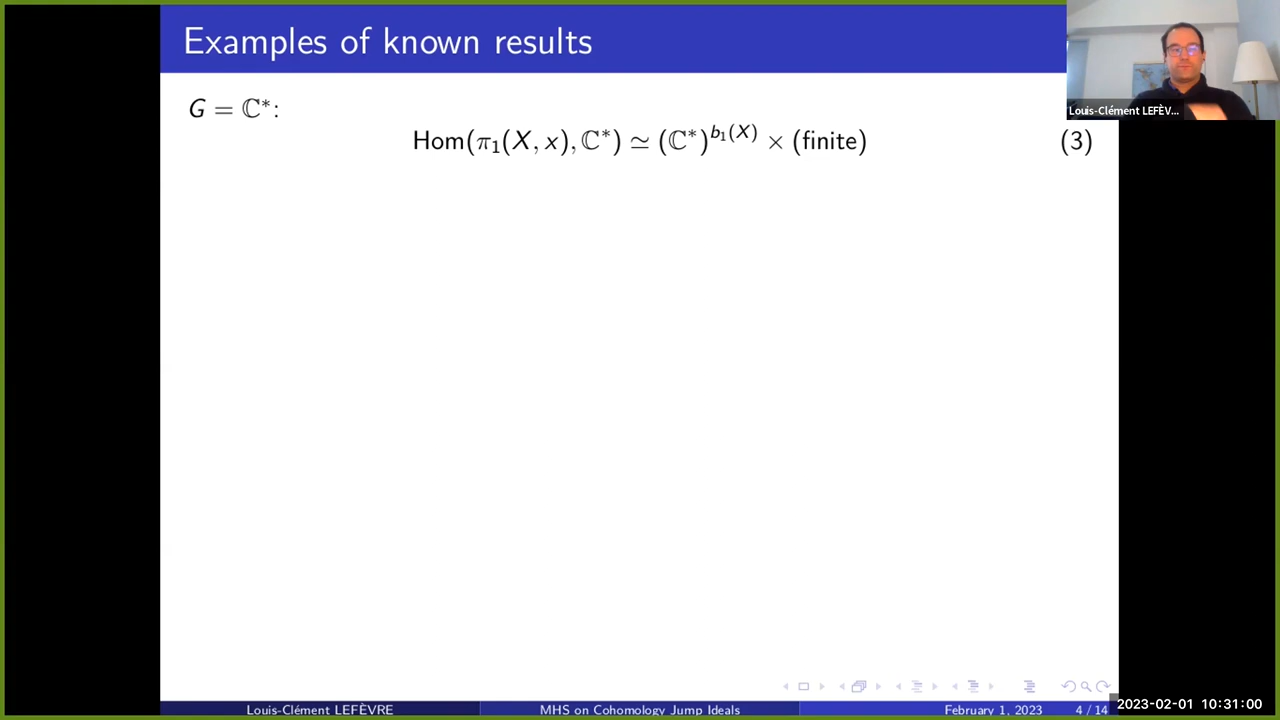 Examples of known results
Louis-Clément LEFÈV...
G = ℂ*:
Hom(π₁(X, x), ℂ*) ≃ (ℂ*)^{b₁(X)} × (finite) (3)
Louis-Clément LEFÈVRE MHS on Cohomology Jump Ideals February 1, 2023 4 / 14
2023-02-01 10:31:00